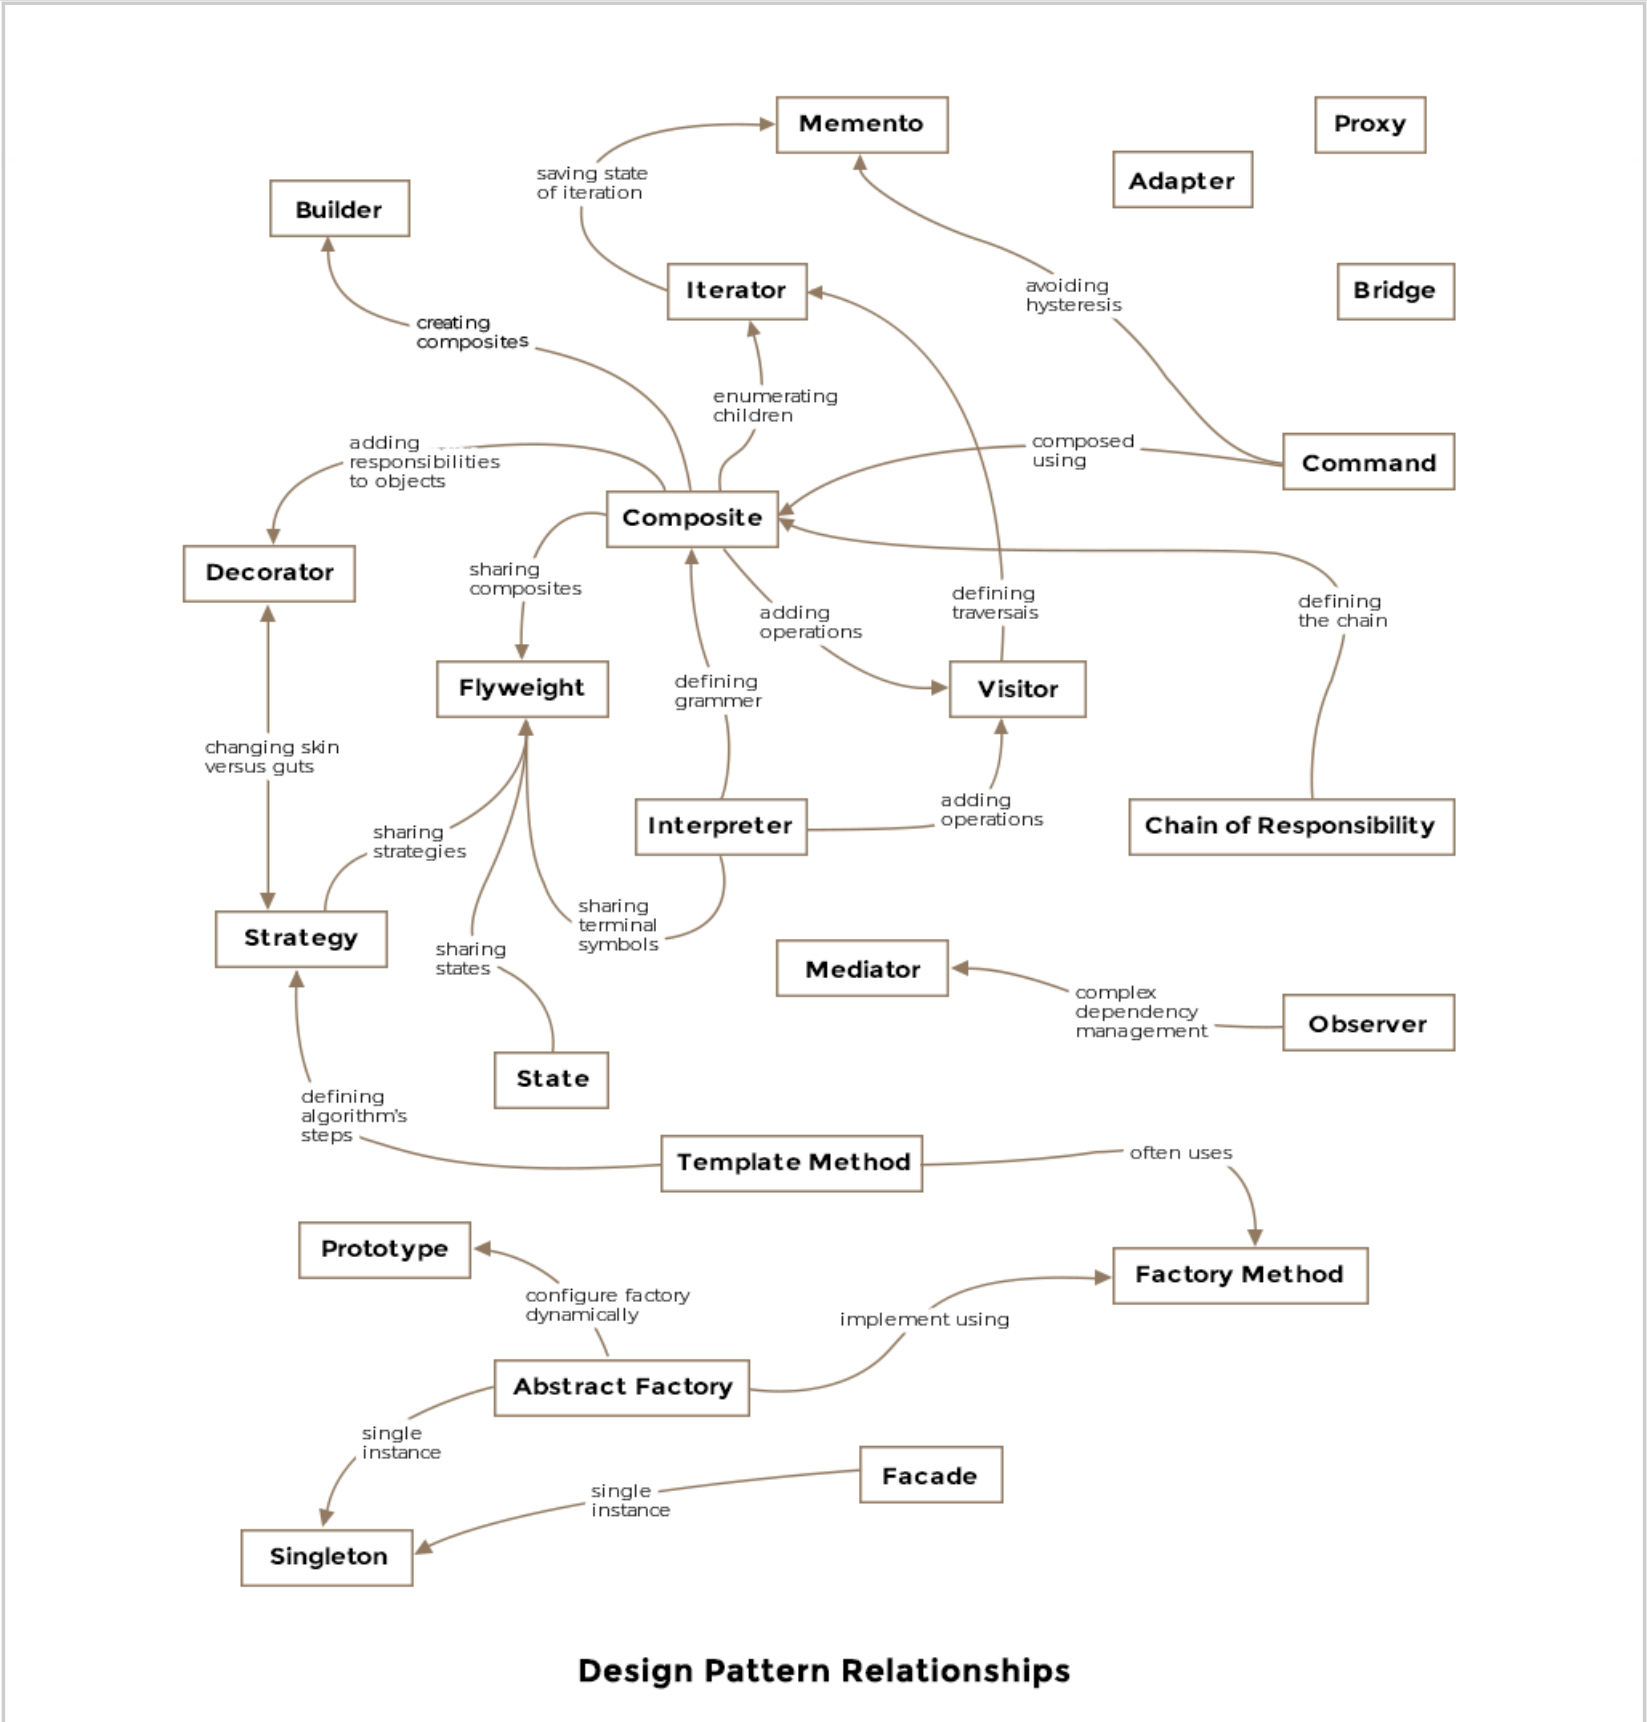 Memento
Proxy
Adapter
saving state
of iteration
Builder
Iterator
avoiding
hysteresis
Bridge
creating
composites
enumerating
children
adding
responsibilities
to objects
composed
using
Command
Composite
Decorator
sharing
composites
adding
operations
defining
traversais
defining
the chain
Flyweight
defining
grammer
Visitor
changing skin
versus guts
sharing
strategies
Interpreter
adding
operations
Chain of Responsibility
sharing
terminal
symbols
Strategy
sharing
states
Mediator
complex
dependency
management
Observer
State
defining
algorithm's
steps
Template Method
often uses
Prototype
Factory Method
configure factory
dynamically
implement using
Abstract Factory
single
instance
Facade
single
instance
Singleton
Design Pattern Relationships